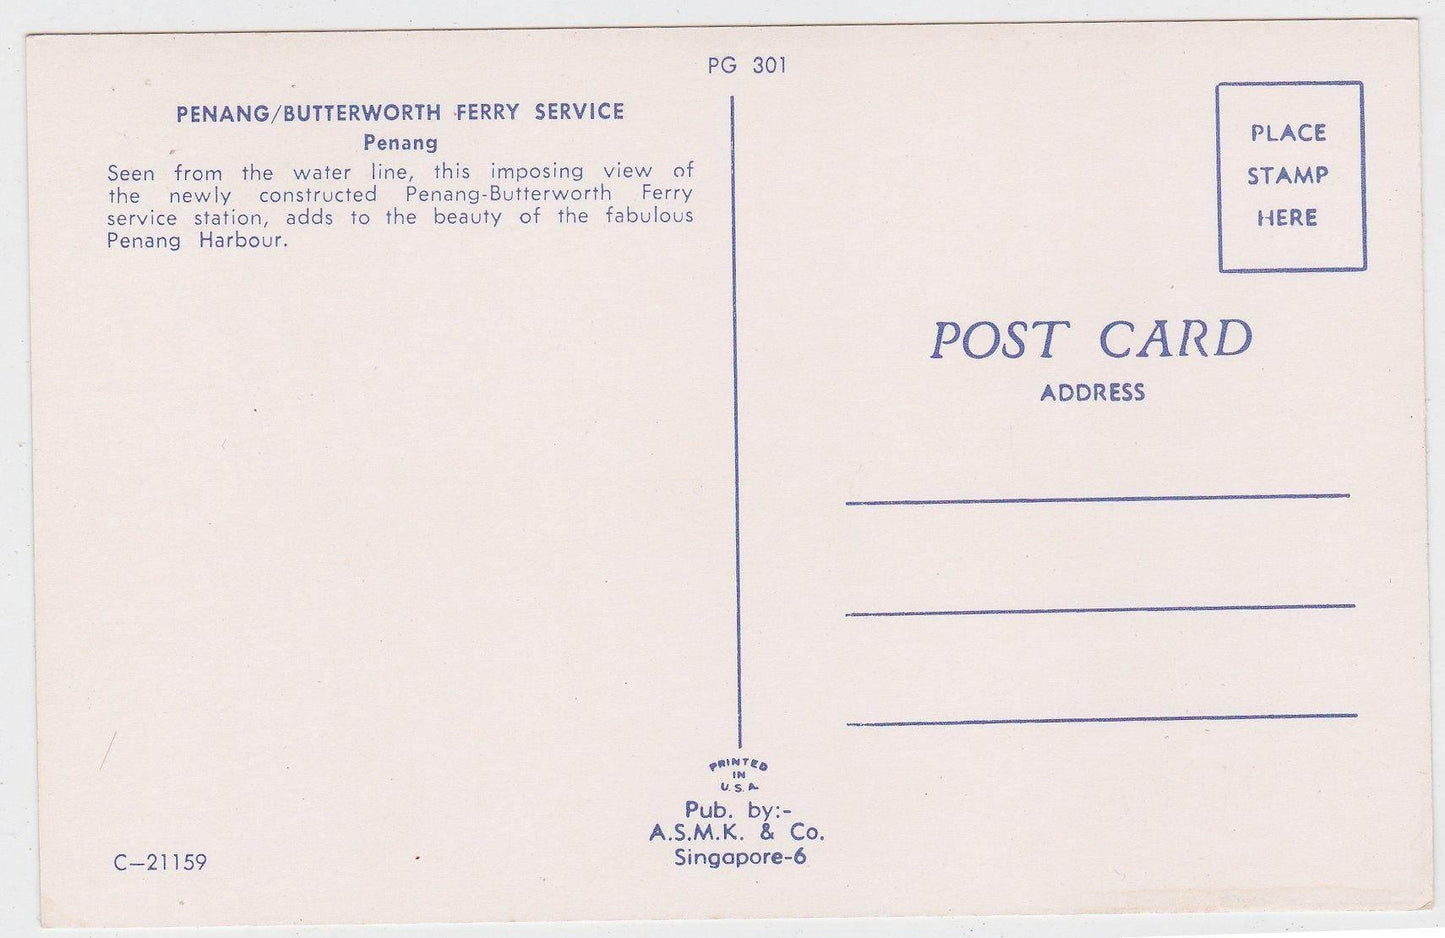 PG 301
PENANG/BUTTERWORTH FERRY SERVICE
Penang
Seen from the water line, this imposing view of
the newly constructed Penang-Butterworth Ferry
service station, adds to the beauty of the fabulous
Penang Harbour.
PLACE
STAMP
HERE
POST CARD
ADDRESS
PRINTED
IN
U.S.A.
Pub. by:-
A.S.M.K. & Co.
Singapore-6
C-21159